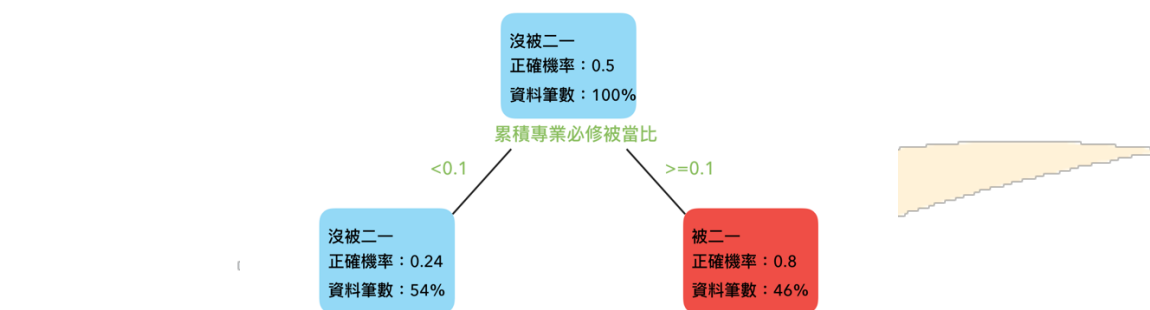 沒被二一
正確機率：0.5
資料筆數：100%
累積專業必修被當比
<0.1
>=0.1
沒被二一
正確機率：0.24
資料筆數：54%
被二一
正確機率：0.8
資料筆數：46%